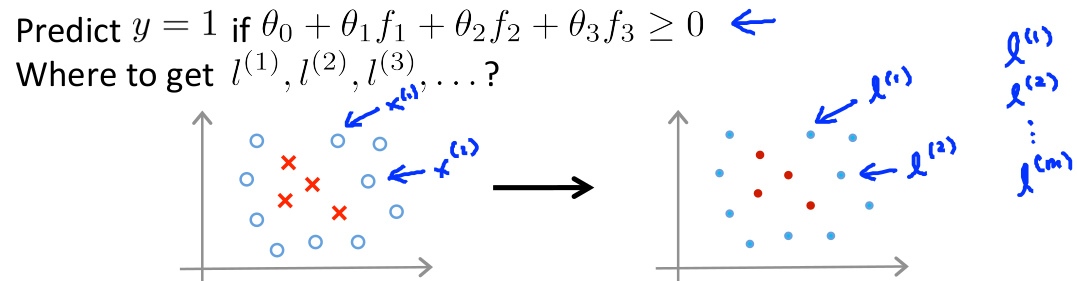 Predict y = 1 if θ₀ + θ₁f₁ + θ₂f₂ + θ₃f₃ ≥ 0
Where to get l⁽¹⁾, l⁽²⁾, l⁽³⁾, …?
x⁽¹⁾
x⁽²⁾
l⁽¹⁾
l⁽²⁾
l⁽¹⁾
l⁽²⁾
⋮
l⁽ᵐ⁾